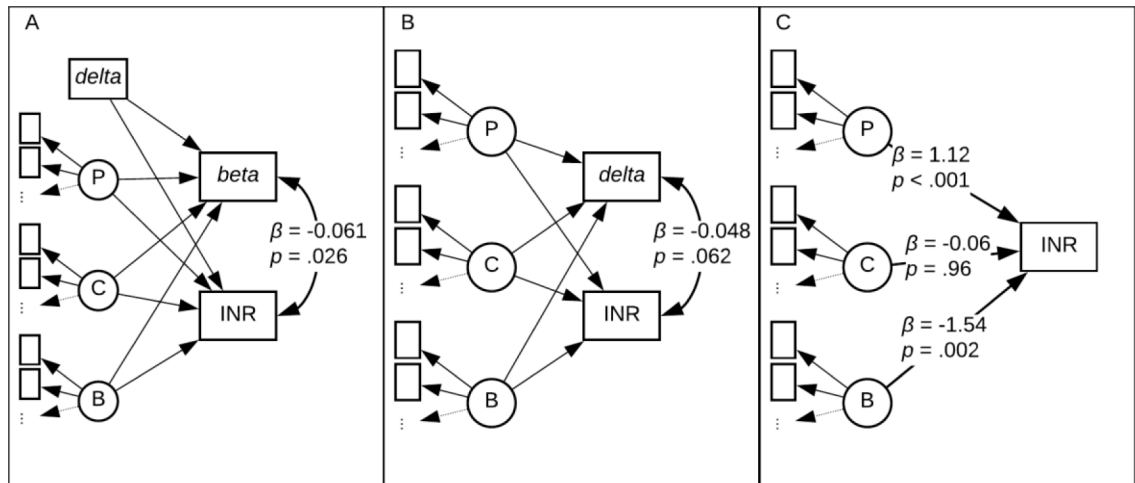 A
delta
P
beta
β = -0.061
p = .026
C
INR
B
...
...
...
B
P
delta
β = -0.048
p = .062
C
INR
B
...
...
...
C
P
β = 1.12
p < .001
C
β = -0.06
p = .96
INR
β = -1.54
p = .002
B
...
...
...